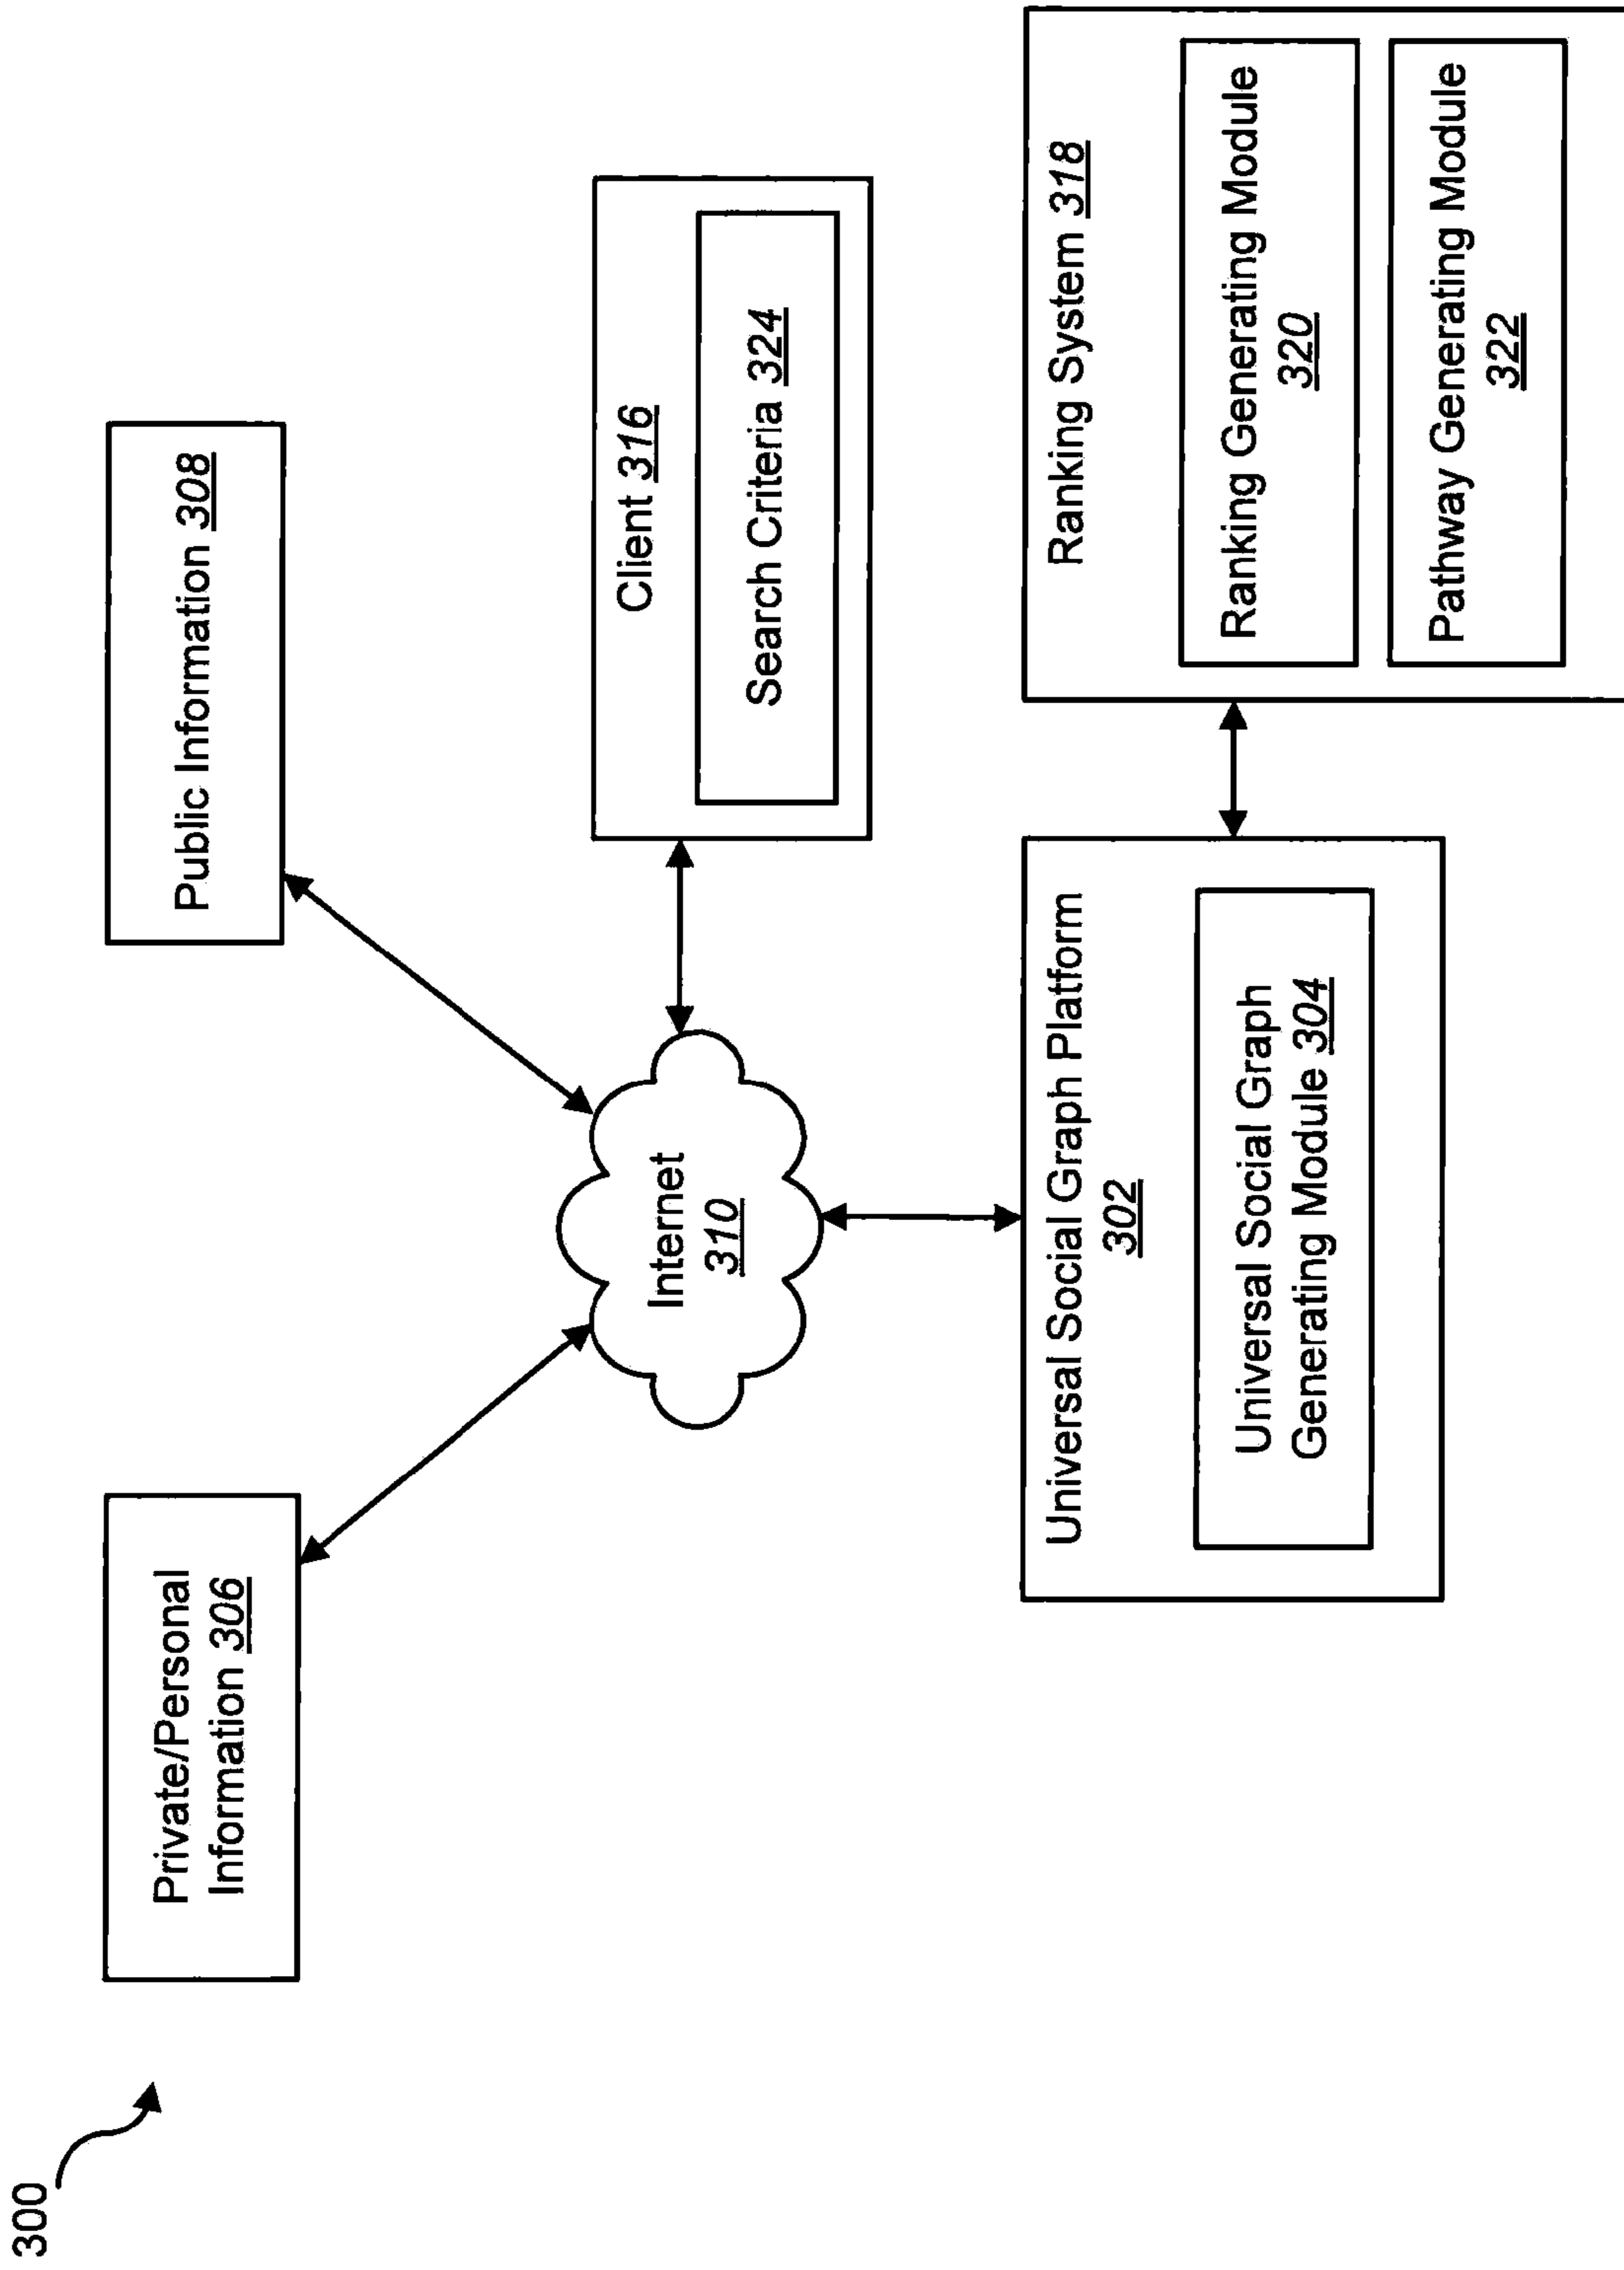 300
Private/Personal
Information 306
Public Information 308
Internet
310
Client 316
Search Criteria 324
Universal Social Graph Platform
302
Universal Social Graph
Generating Module 304
Ranking System 318
Ranking Generating Module
320
Pathway Generating Module
322